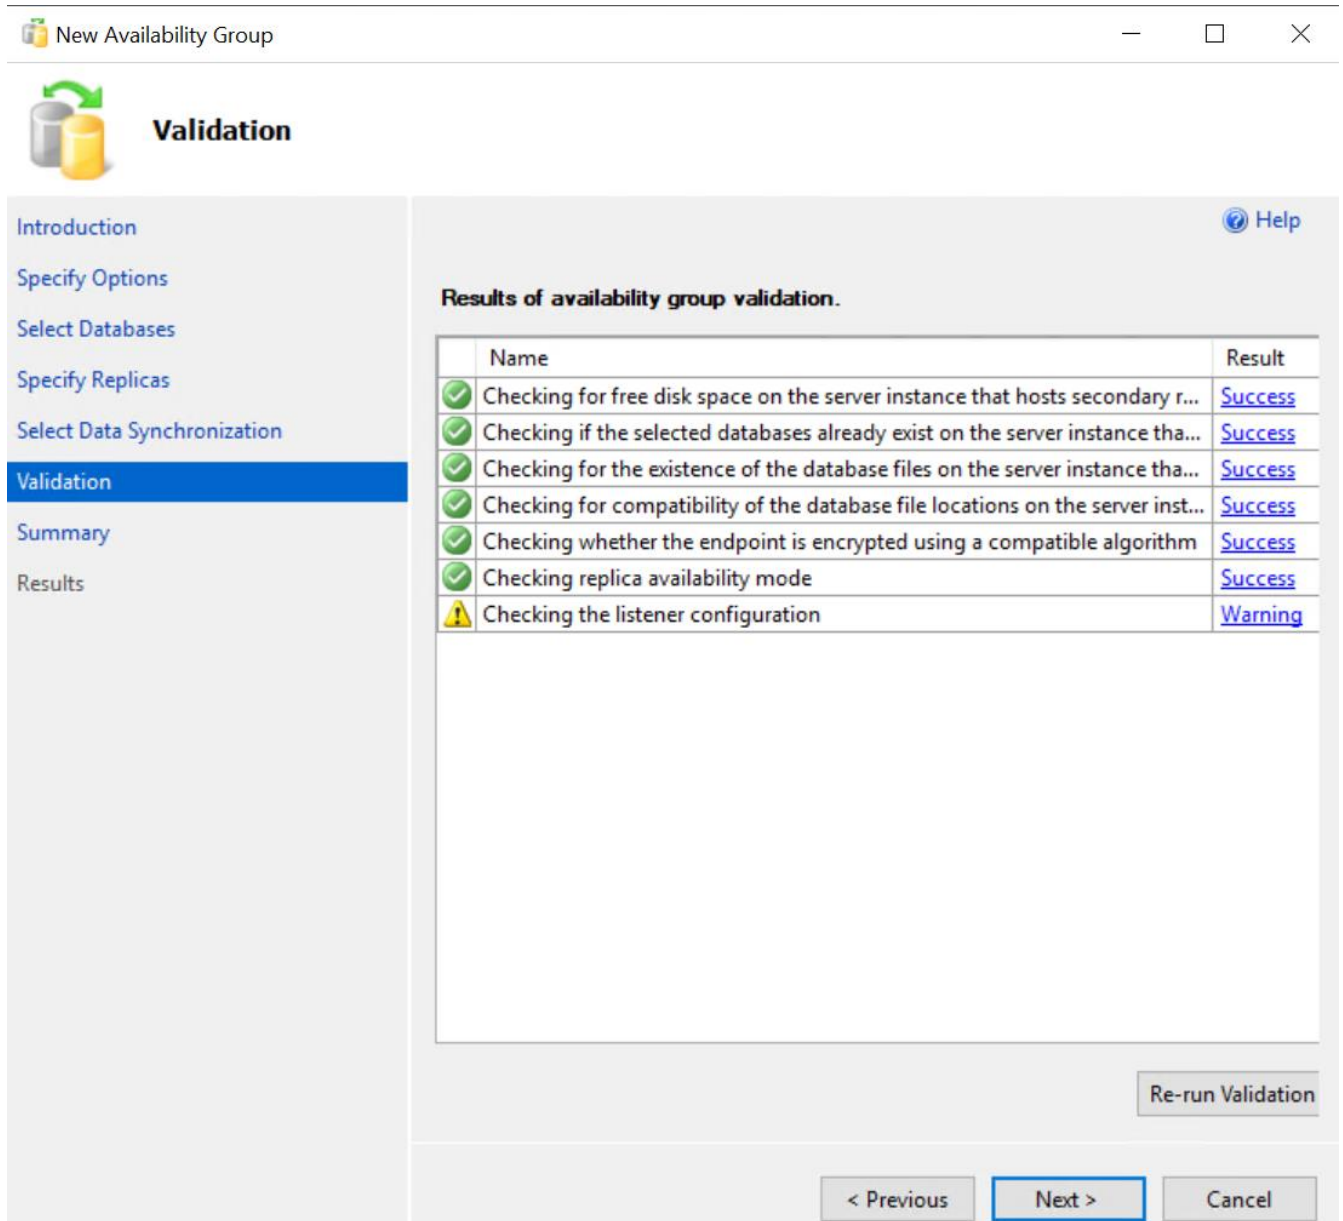 New Availability Group
Validation
Introduction
Specify Options
Select Databases
Specify Replicas
Select Data Synchronization
Validation
Summary
Results
Help
Results of availability group validation.
Name Result
Checking for free disk space on the server instance that hosts secondary r... Success
Checking if the selected databases already exist on the server instance tha... Success
Checking for the existence of the database files on the server instance tha... Success
Checking for compatibility of the database file locations on the server inst... Success
Checking whether the endpoint is encrypted using a compatible algorithm Success
Checking replica availability mode Success
Checking the listener configuration Warning
Re-run Validation
< Previous Next > Cancel